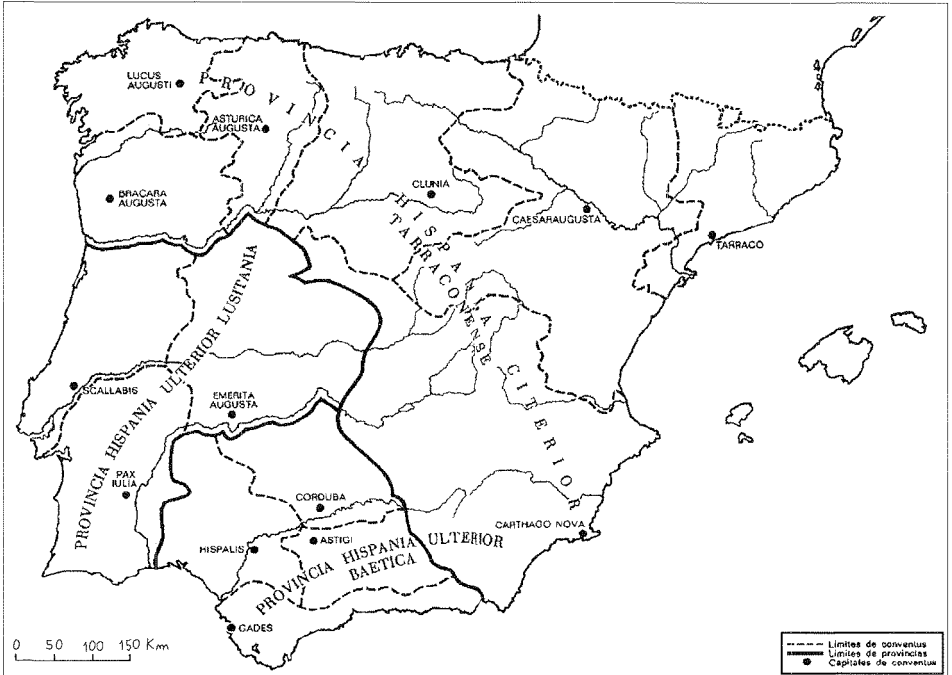 LUCUS
AUGUSTI
ASTURICA
AUGUSTA
BRACARA
AUGUSTA
CLUNIA
CAESARAUGUSTA
TARRACO
PROVINCIA HISPANIA CITERIOR
TARRACONENSE
PROVINCIA HISPANIA ULTERIOR LUSITANIA
SCALLABIS
EMERITA
AUGUSTA
PAX
IULIA
CORDUBA
HISPALIS
ASTIGI
CARTHAGO NOVA
PROVINCIA HISPANIA ULTERIOR
BAETICA
GADES
0 50 100 150 Km
Límites de conventus
Límites de provincias
Capitales de conventus